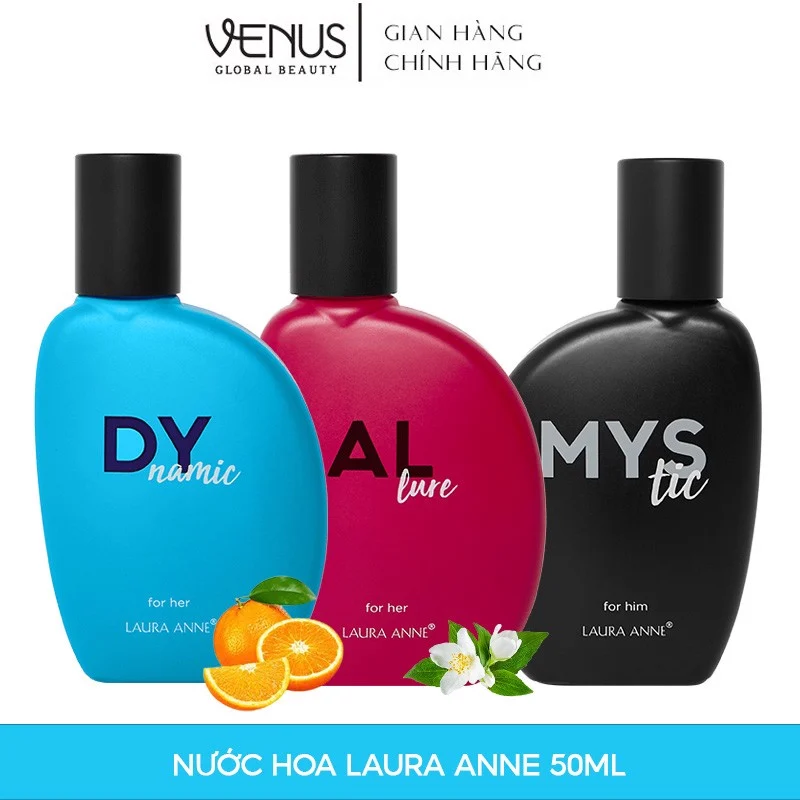 VENUS
GLOBAL BEAUTY
GIAN HÀNG
CHÍNH HÃNG
DY
namic
for her
LAURA ANNE®
AL
lure
for her
LAURA ANNE®
MYS
tic
for him
LAURA ANNE®
NƯỚC HOA LAURA ANNE 50ML